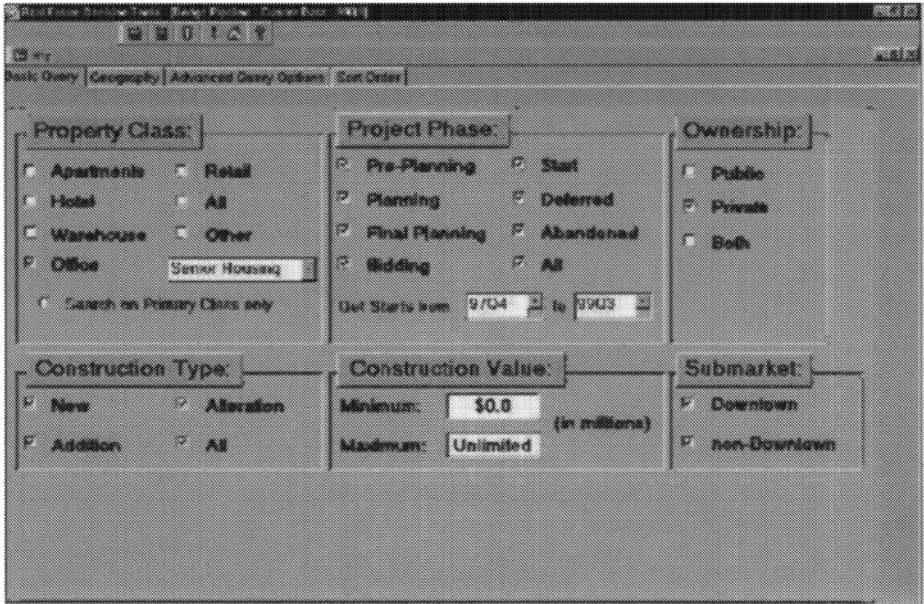 Basic Query Geography Advanced Query Options Sort Order
Property Class: Project Phase: Ownership:
Apartments Retail Pre-Planning Start Public
Hotel All Planning Deferred Private
Warehouse Other Final Planning Abandoned Both
Office Senior Housing Bidding All
Search on Primary Class only Get Starts from 97Q4 to 99Q3
Construction Type: Construction Value: Submarket:
New Alteration Minimum: $0.0 (in millions) Downtown
Addition All Maximum: Unlimited non-Downtown